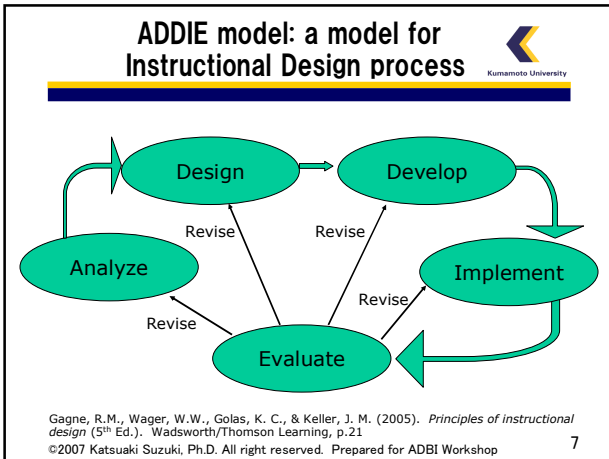 ADDIE model: a model for
Instructional Design process
Kumamoto University
Design
Develop
Revise
Revise
Analyze
Implement
Revise
Revise
Evaluate
Gagne, R.M., Wager, W.W., Golas, K. C., & Keller, J. M. (2005). Principles of instructional
design (5th Ed.). Wadsworth/Thomson Learning, p.21
©2007 Katsuaki Suzuki, Ph.D. All right reserved. Prepared for ADBI Workshop
7